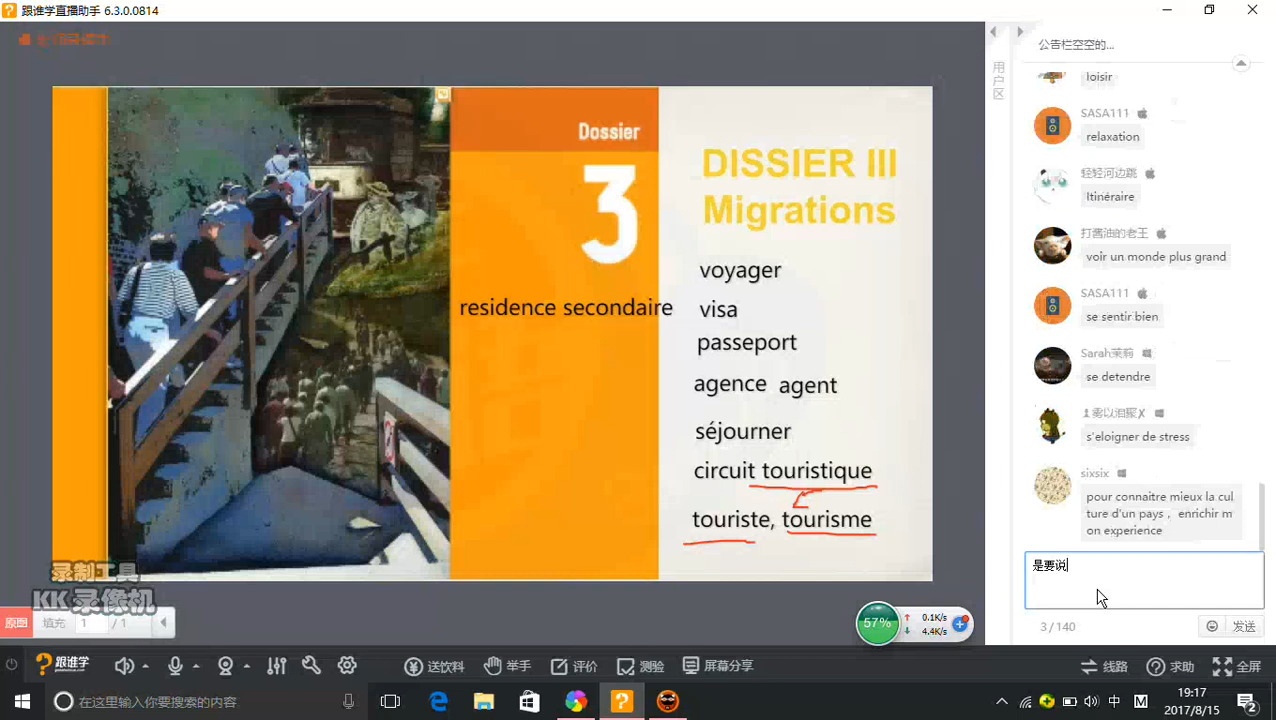 跟谁学直播助手 6.3.0.0814
Dossier
3
residence secondaire
DISSIER III
Migrations
voyager
visa
passeport
agence agent
séjourner
circuit touristique
touriste, tourisme
录制工具
KK 录像机
原图 填充 1 / 1
57%
0.1K/s
4.4K/s
用户区
公告栏空空的...
loisir
SASA111
relaxation
轻轻河边跳
Itinéraire
打酱油的老王
voir un monde plus grand
SASA111
se sentir bien
Sarah茉莉
se detendre
s'eloigner de stress
sixsix
pour connaitre mieux la cul
ture d'un pays ，enrichir m
on experience
是要说
3 / 140
发送
跟谁学
送饮料 举手 评价 测验 屏幕分享
线路 求助 全屏
在这里输入你要搜索的内容
中 M
19:17
2017/8/15
2